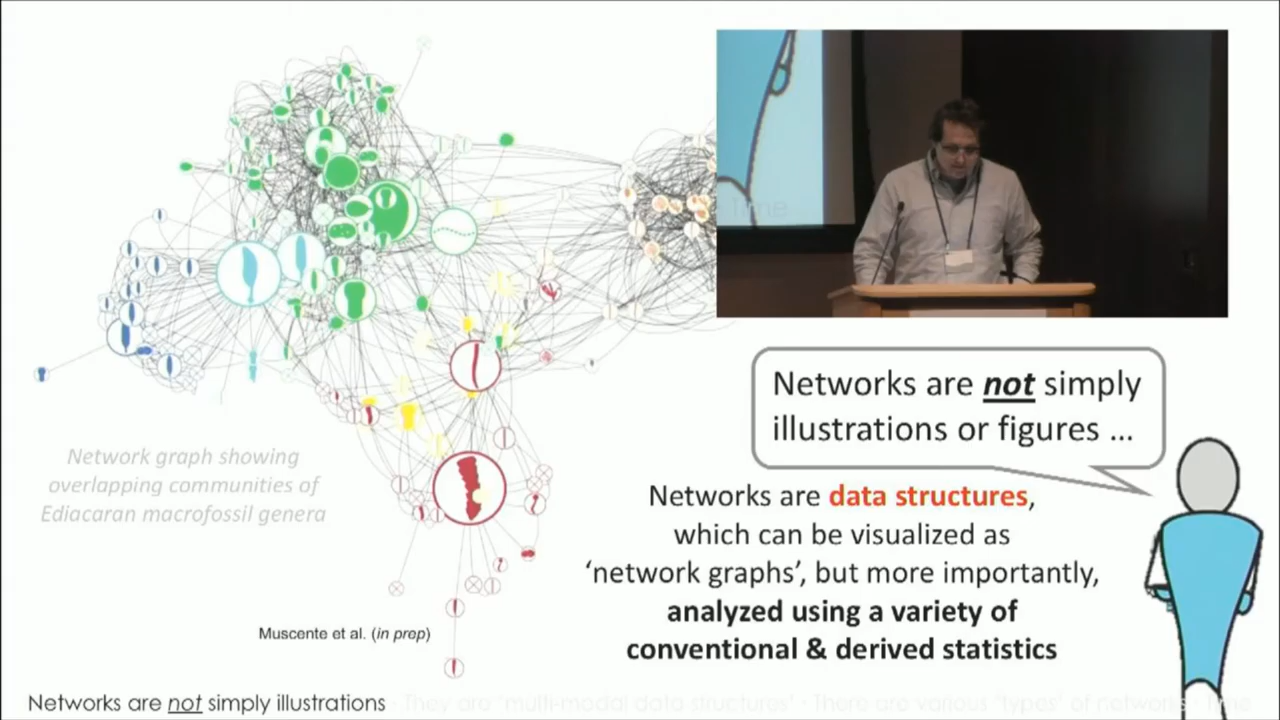 Time
Networks are not simply
illustrations or figures ...
Network graph showing
overlapping communities of
Ediacaran macrofossil genera
Networks are data structures,
which can be visualized as
‘network graphs’, but more importantly,
analyzed using a variety of
conventional & derived statistics
Muscente et al. (in prep)
Networks are not simply illustrations - They are ‘multi-modal data structures’ · There are various ‘types’ of networks · Time